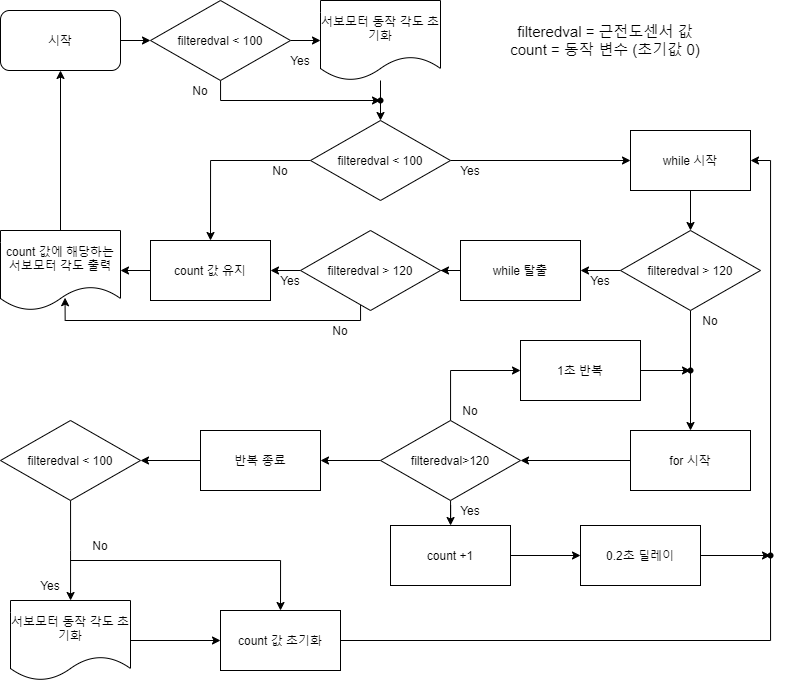 시작
filteredval < 100
서보모터 동작 각도 초
기화
filteredval = 근전도센서 값
count = 동작 변수 (초기값 0)
Yes
No
filteredval < 100
while 시작
No
Yes
count 값에 해당하는
서보모터 각도 출력
count 값 유지
filteredval > 120
while 탈출
filteredval > 120
Yes
Yes
No
No
1초 반복
No
filteredval < 100
반복 종료
filteredval>120
for 시작
Yes
No
count +1
0.2초 딜레이
Yes
서보모터 동작 각도 초
기화
count 값 초기화